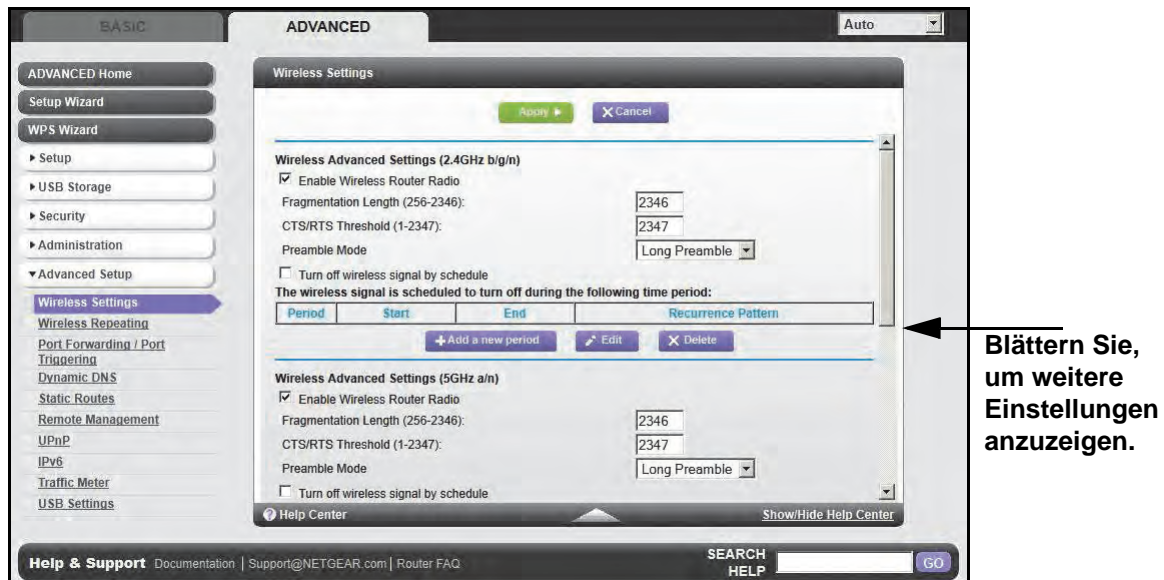 BASIC
ADVANCED
Auto
ADVANCED Home
Setup Wizard
WPS Wizard
Setup
USB Storage
Security
Administration
Advanced Setup
Wireless Settings
Wireless Repeating
Port Forwarding / Port
Triggering
Dynamic DNS
Static Routes
Remote Management
UPnP
IPv6
Traffic Meter
USB Settings
Wireless Settings
Apply
Cancel
Wireless Advanced Settings (2.4GHz b/g/n)
Enable Wireless Router Radio
Fragmentation Length (256-2346): 2346
CTS/RTS Threshold (1-2347): 2347
Preamble Mode Long Preamble
Turn off wireless signal by schedule
The wireless signal is scheduled to turn off during the following time period:
Period Start End Recurrence Pattern
Add a new period Edit Delete
Wireless Advanced Settings (5GHz a/n)
Enable Wireless Router Radio
Fragmentation Length (256-2346): 2346
CTS/RTS Threshold (1-2347): 2347
Preamble Mode Long Preamble
Turn off wireless signal by schedule
Help Center
Show/Hide Help Center
Help & Support Documentation | Support@NETGEAR.com | Router FAQ
SEARCH
HELP
GO
Blättern Sie,
um weitere
Einstellungen
anzuzeigen.